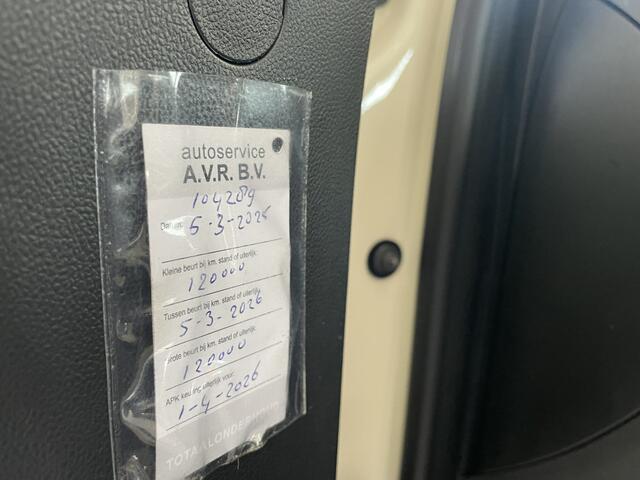 autoservice
A.V.R. B.V.
104289
Datum: 5-3-2025
Kleine beurt bij km. stand of uiterlijk:
120000
Tussen beurt bij km. stand of uiterlijk:
5-3-2026
Grote beurt bij km. stand of uiterlijk:
120000
APK keuring uiterlijk voor:
1-4-2026
TOTAALONDERHOUD